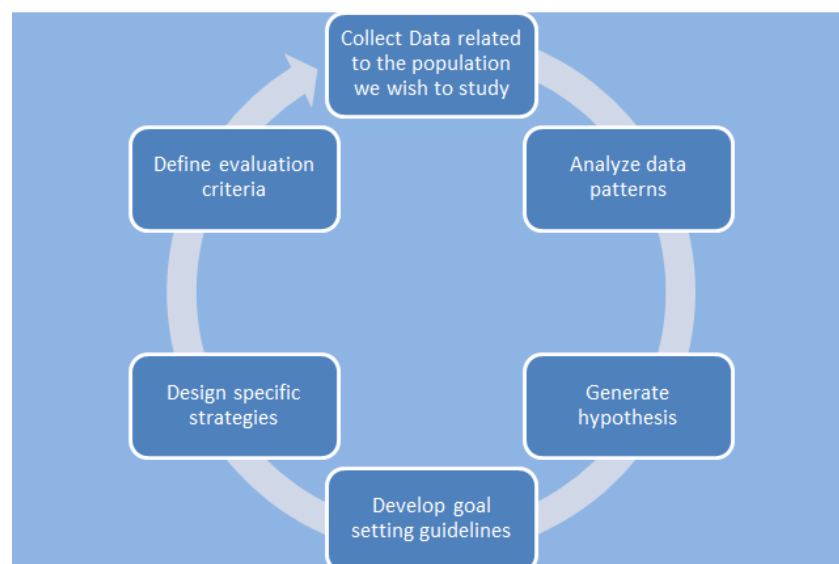 Collect Data related
to the population
we wish to study
Analyze data
patterns
Generate
hypothesis
Develop goal
setting guidelines
Design specific
strategies
Define evaluation
criteria